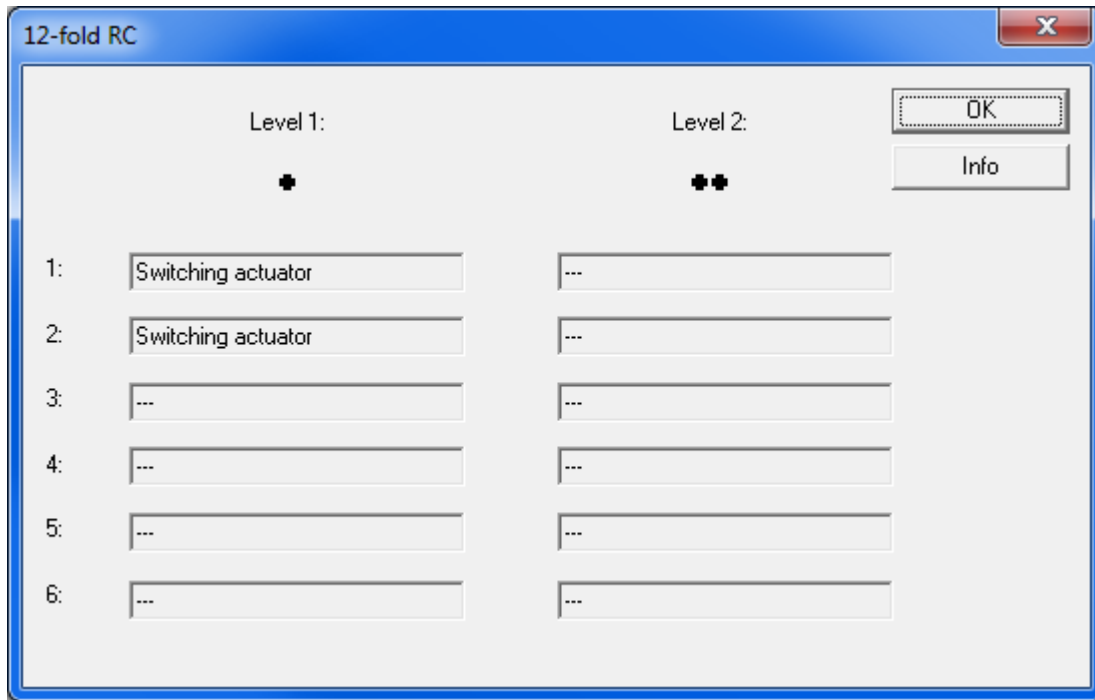 12-fold RC
Level 1: Level 2: OK
Info
1: Switching actuator ---
2: Switching actuator ---
3: --- ---
4: --- ---
5: --- ---
6: --- ---